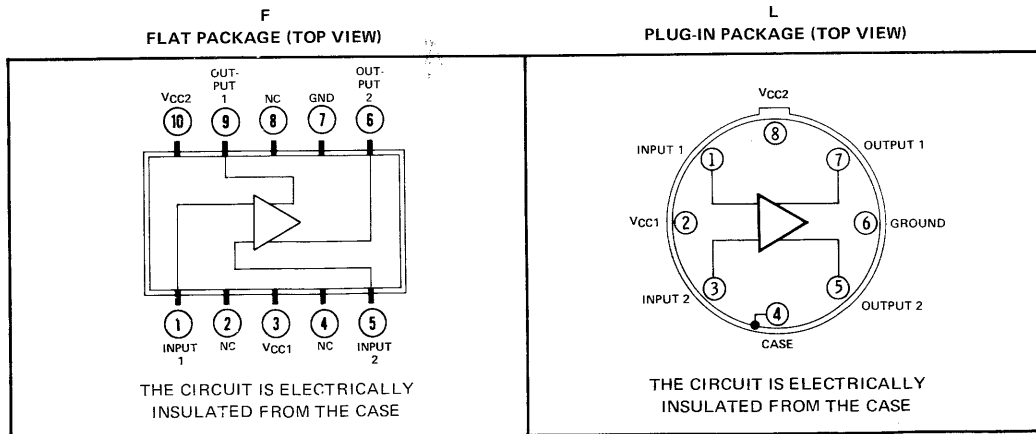 F
FLAT PACKAGE (TOP VIEW)
VCC2
OUT-
PUT
1
NC
GND
OUT-
PUT
2
10
9
8
7
6
1
2
3
4
5
INPUT
1
NC
VCC1
NC
INPUT
2
THE CIRCUIT IS ELECTRICALLY
INSULATED FROM THE CASE
L
PLUG-IN PACKAGE (TOP VIEW)
VCC2
8
INPUT 1
1
7
OUTPUT 1
VCC1
2
6
GROUND
INPUT 2
3
5
OUTPUT 2
4
CASE
THE CIRCUIT IS ELECTRICALLY
INSULATED FROM THE CASE